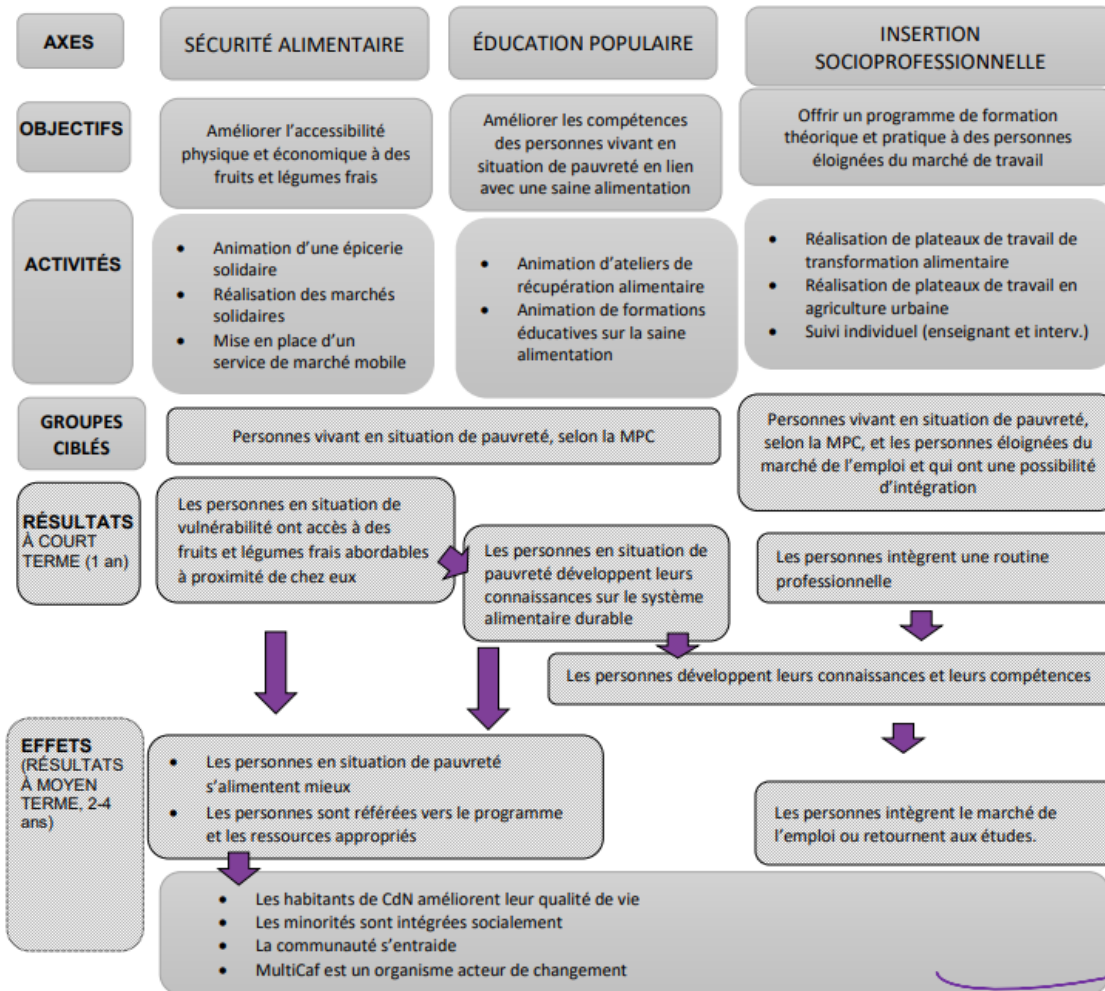 AXES
SÉCURITÉ ALIMENTAIRE
ÉDUCATION POPULAIRE
INSERTION
SOCIOPROFESSIONNELLE
OBJECTIFS
Améliorer l'accessibilité
physique et économique à des
fruits et légumes frais
Améliorer les compétences
des personnes vivant en
situation de pauvreté en lien
avec une saine alimentation
Offrir un programme de formation
théorique et pratique à des personnes
éloignées du marché de travail
ACTIVITÉS
• Animation d'une épicerie
solidaire
• Réalisation des marchés
solidaires
• Mise en place d'un
service de marché mobile
• Animation d'ateliers de
récupération alimentaire
• Animation de formations
éducatives sur la saine
alimentation
• Réalisation de plateaux de travail de
transformation alimentaire
• Réalisation de plateaux de travail en
agriculture urbaine
• Suivi individuel (enseignant et interv.)
GROUPES
CIBLÉS
Personnes vivant en situation de pauvreté, selon la MPC
Personnes vivant en situation de pauvreté,
selon la MPC, et les personnes éloignées du
marché de l'emploi et qui ont une possibilité
d'intégration
RÉSULTATS
À COURT
TERME (1 an)
Les personnes en situation de
vulnérabilité ont accès à des
fruits et légumes frais abordables
à proximité de chez eux
Les personnes en situation de
pauvreté développent leurs
connaissances sur le système
alimentaire durable
Les personnes intègrent une routine
professionnelle
Les personnes développent leurs connaissances et leurs compétences
EFFETS
(RÉSULTATS
À MOYEN
TERME, 2-4
ans)
• Les personnes en situation de pauvreté
s'alimentent mieux
• Les personnes sont référées vers le programme
et les ressources appropriés
Les personnes intègrent le marché de
l'emploi ou retournent aux études.
• Les habitants de CdN améliorent leur qualité de vie
• Les minorités sont intégrées socialement
• La communauté s'entraide
• MultiCaf est un organisme acteur de changement